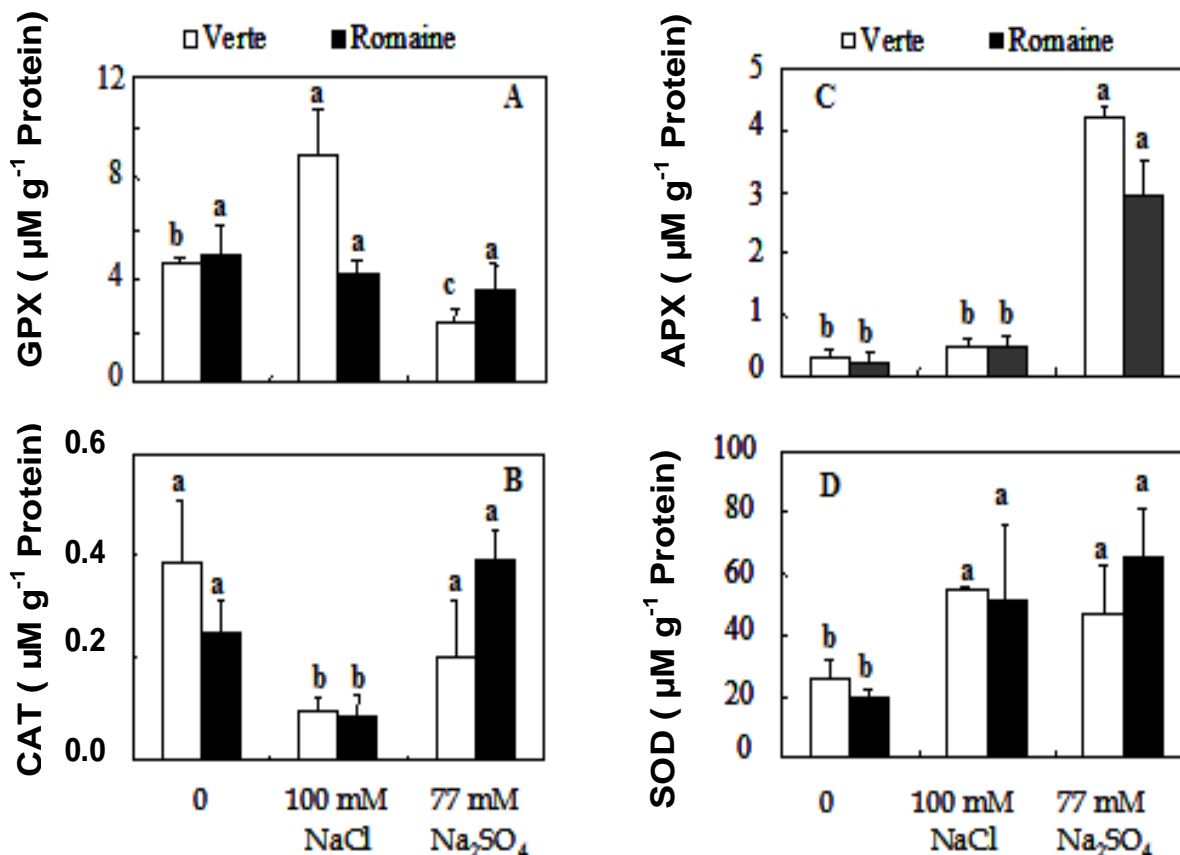 Verte Romaine
GPX ( µM g-1 Protein)
12
8
4
0
A
b a
a a
c a
Verte Romaine
APX ( µM g-1 Protein)
5
4
3
2
1
0
C
b b
b b
a a
CAT ( uM g-1 Protein)
0.6
0.4
0.2
0.0
B
a a
b b
a a
0 100 mM 77 mM
NaCl Na2SO4
SOD ( µM g-1 Protein)
100
80
60
40
20
0
D
b b
a a
a a
0 100 mM 77 mM
NaCl Na2SO4